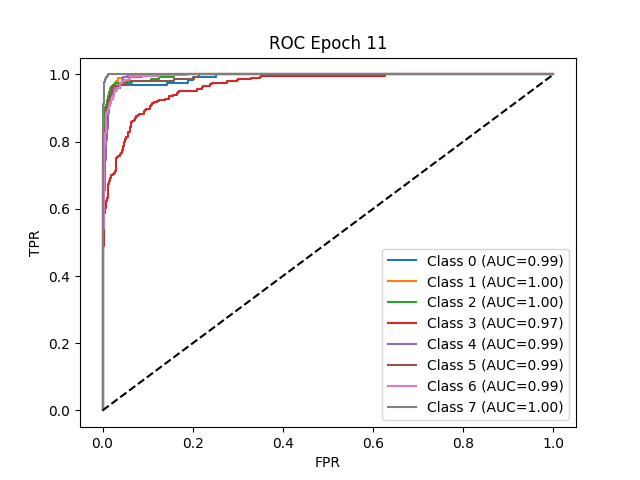 ROC Epoch 11
TPR
1.0
0.8
0.6
0.4
0.2
0.0
Class 0 (AUC=0.99)
Class 1 (AUC=1.00)
Class 2 (AUC=1.00)
Class 3 (AUC=0.97)
Class 4 (AUC=0.99)
Class 5 (AUC=0.99)
Class 6 (AUC=0.99)
Class 7 (AUC=1.00)
0.0 0.2 0.4 0.6 0.8 1.0
FPR